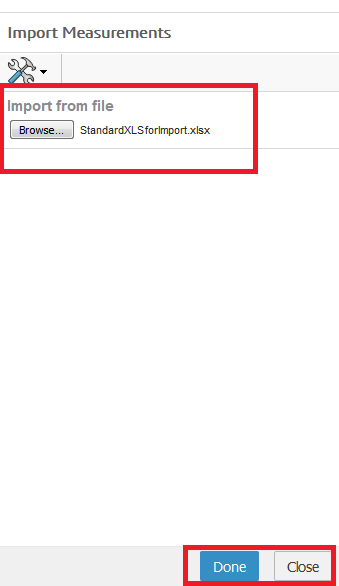 Import Measurements
Import from file
Browse... StandardXLSforImport.xlsx
Done Close